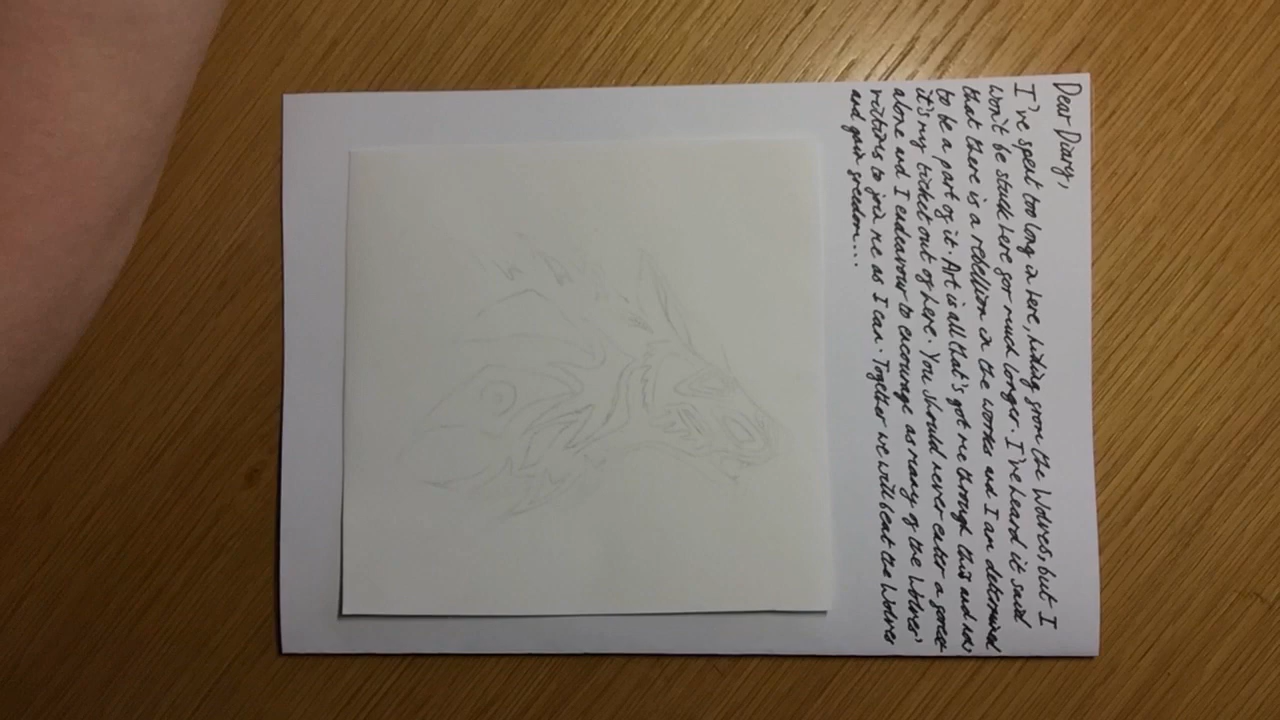 Dear Diary,
I've spent too long in here, hiding from the Wolves, but I
won't be stuck here for much longer. I've heard it said
that there is a rebellion in the works and I am determined
to be a part of it. Art is all that's got me through this and now
it's my ticket out of here. You should never enter a forest
alone and I endeavour to encourage as many of the Wolves'
victims to join me as I can. Together we will beat the Wolves
and gain freedom...